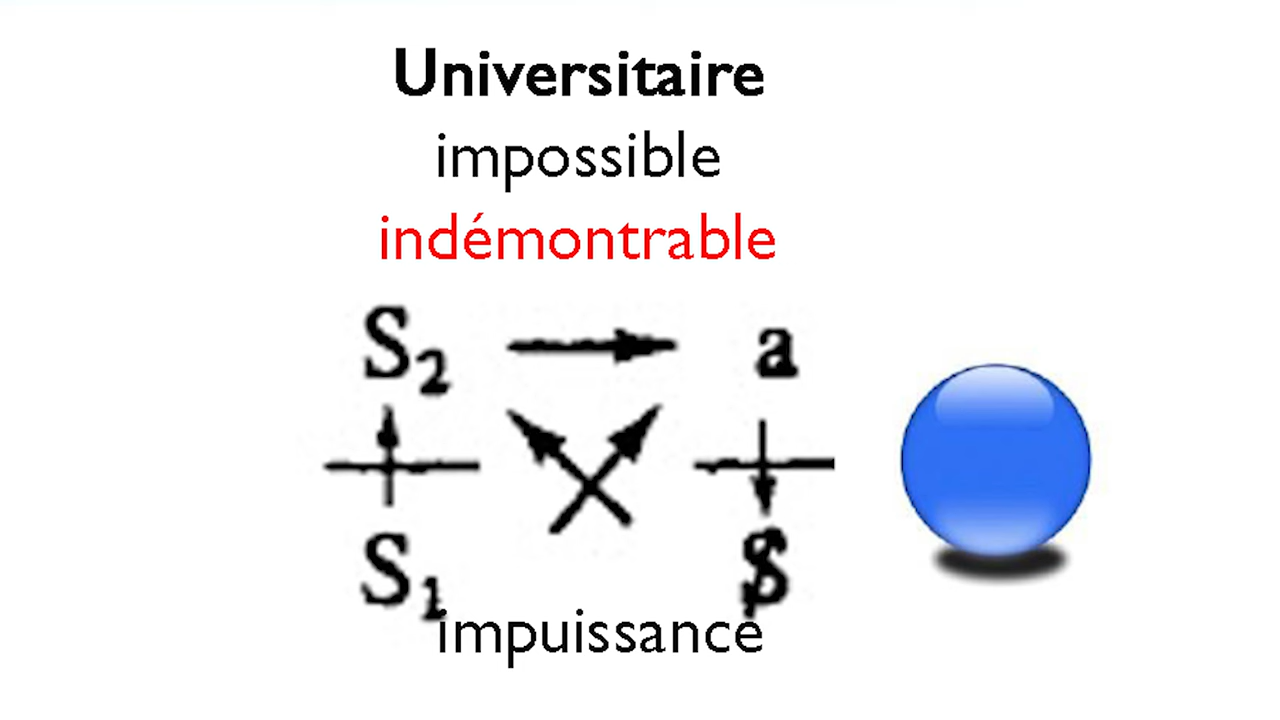 Universitaire
impossible
indémontrable
S₂ → a
S₁ $
impuissance